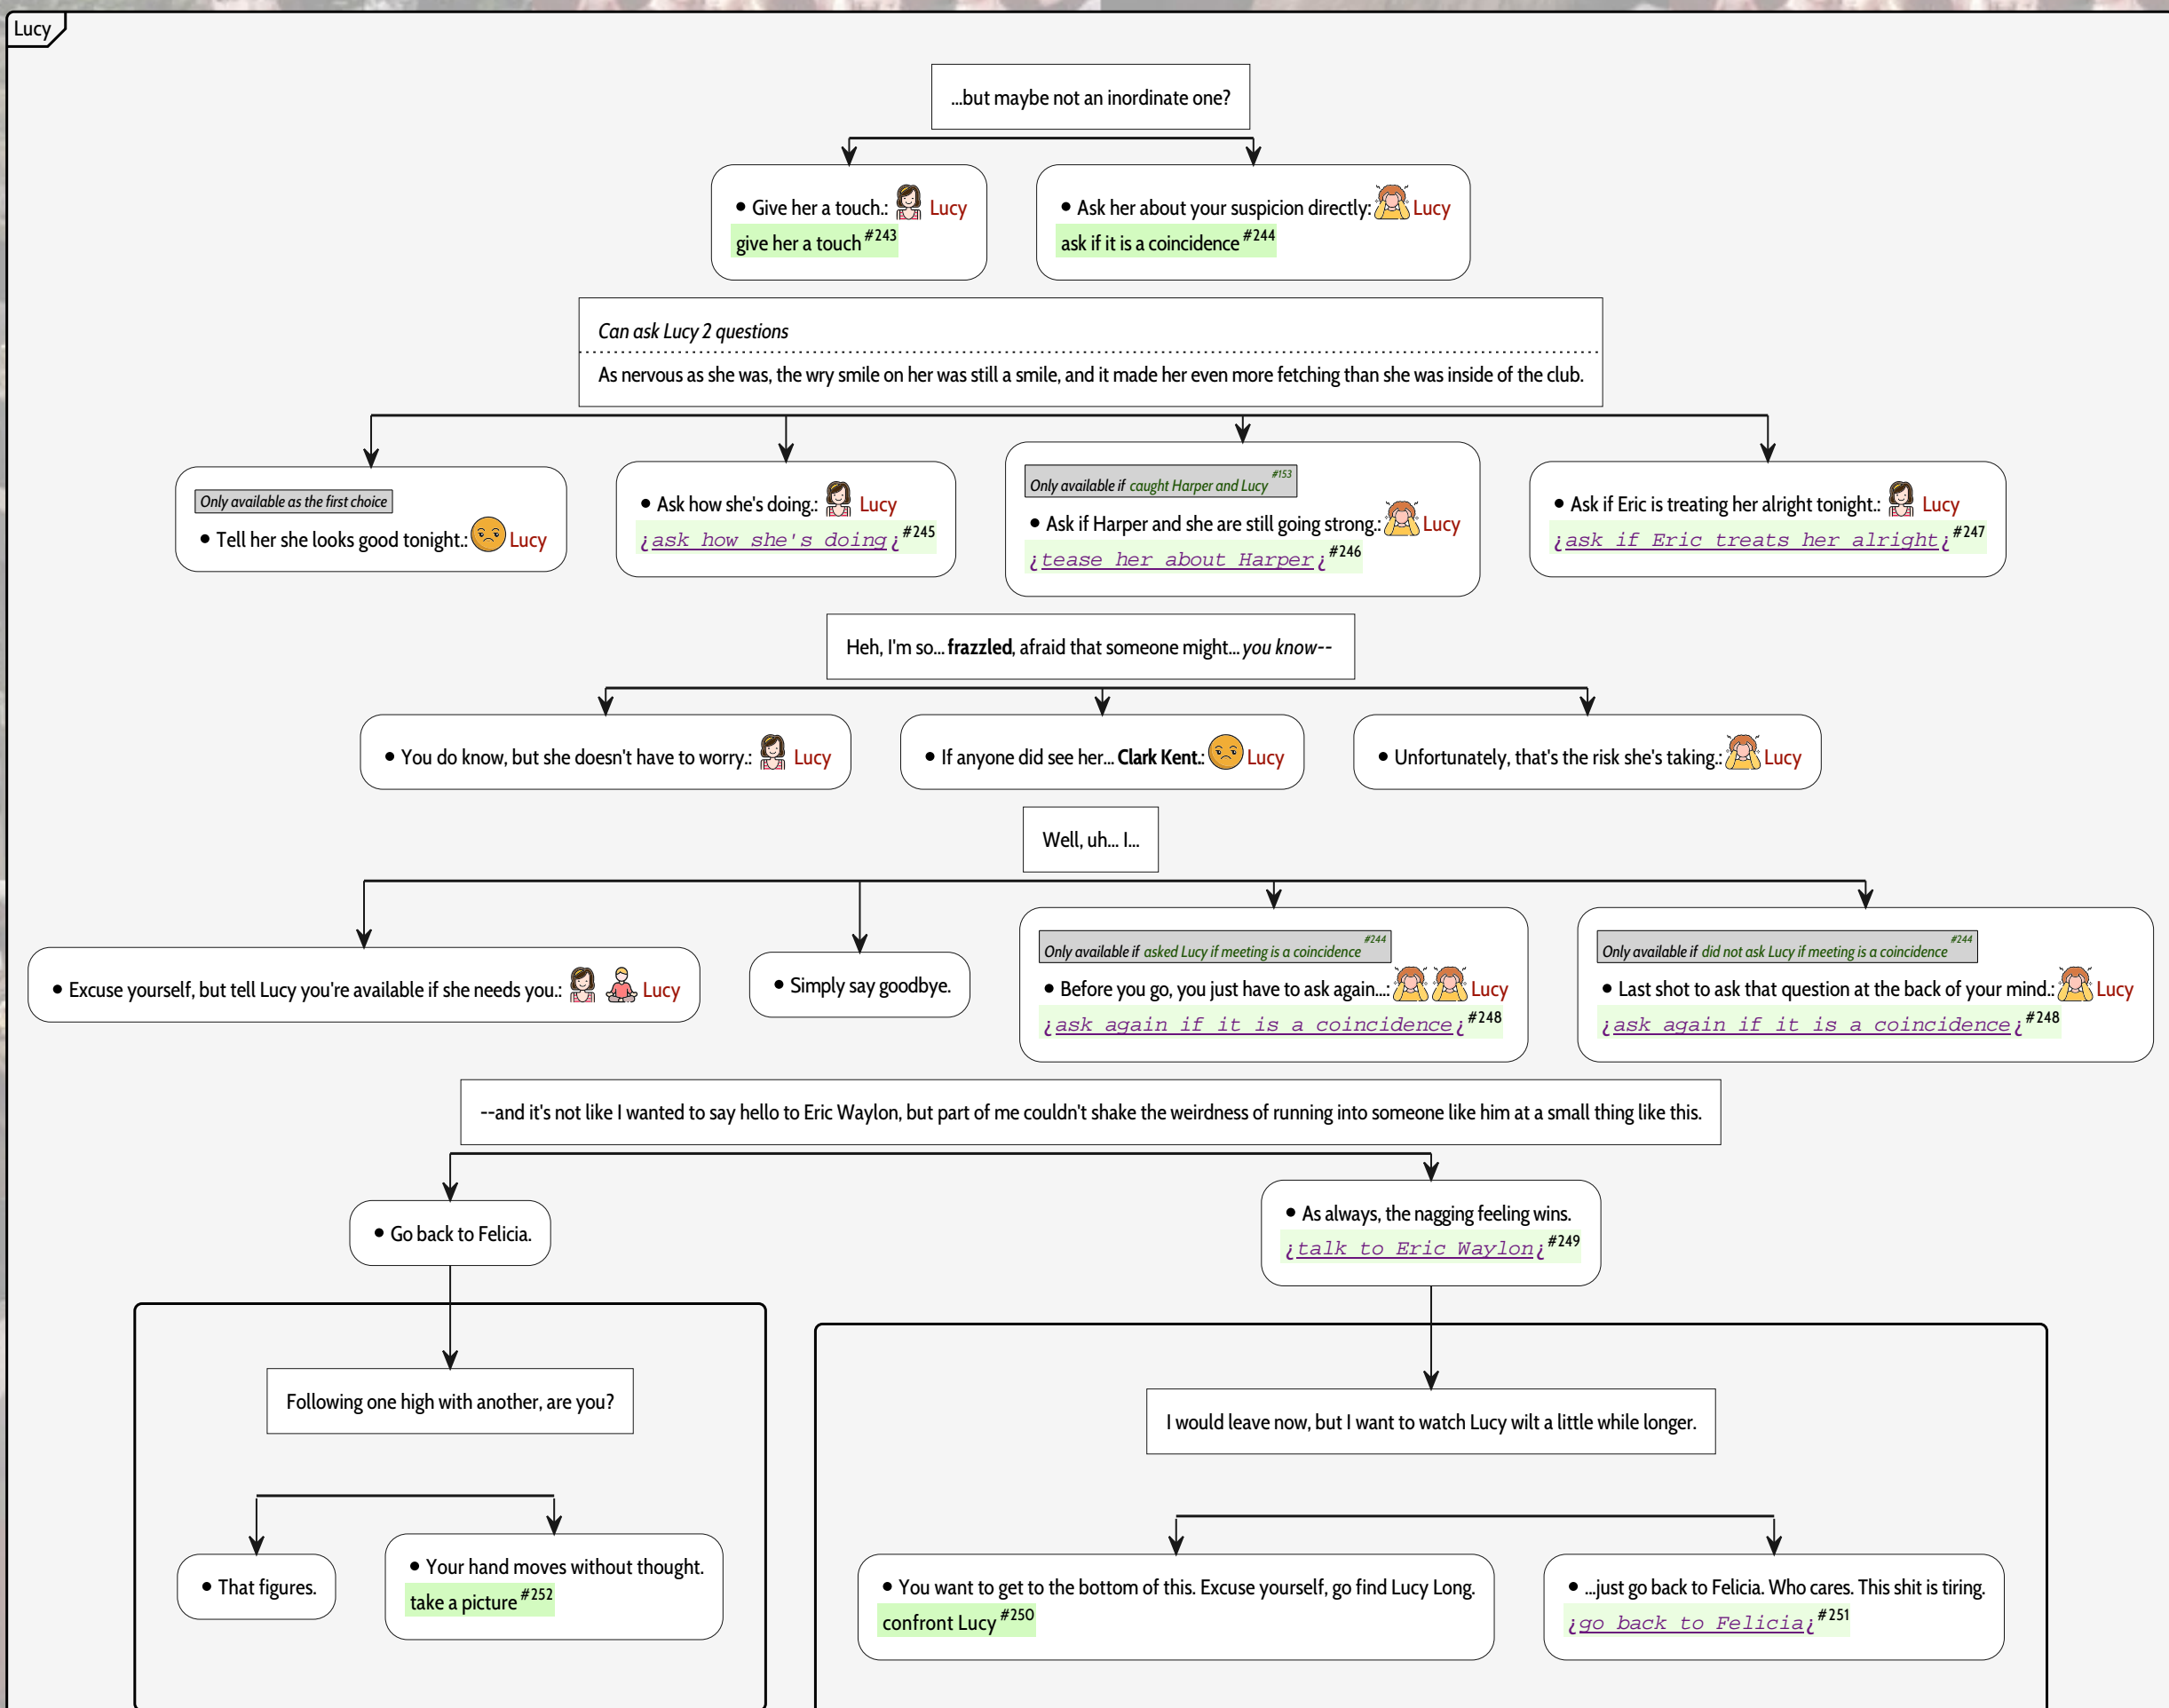 Lucy
...but maybe not an inordinate one?
• Give her a touch.: Lucy
give her a touch #243
• Ask her about your suspicion directly: Lucy
ask if it is a coincidence #244
Can ask Lucy 2 questions
As nervous as she was, the wry smile on her was still a smile, and it made her even more fetching than she was inside of the club.
Only available as the first choice
• Tell her she looks good tonight.: Lucy
• Ask how she's doing.: Lucy
¿ask how she's doing¿ #245
Only available if caught Harper and Lucy #153
• Ask if Harper and she are still going strong.: Lucy
¿tease her about Harper¿ #246
• Ask if Eric is treating her alright tonight.: Lucy
¿ask if Eric treats her alright¿ #247
Heh, I'm so... frazzled, afraid that someone might... you know--
• You do know, but she doesn't have to worry.: Lucy
• If anyone did see her... Clark Kent.: Lucy
• Unfortunately, that's the risk she's taking.: Lucy
Well, uh... I...
• Excuse yourself, but tell Lucy you're available if she needs you.: Lucy
• Simply say goodbye.
Only available if asked Lucy if meeting is a coincidence #244
• Before you go, you just have to ask again...: Lucy
¿ask again if it is a coincidence¿ #248
Only available if did not ask Lucy if meeting is a coincidence #244
• Last shot to ask that question at the back of your mind.: Lucy
¿ask again if it is a coincidence¿ #248
--and it's not like I wanted to say hello to Eric Waylon, but part of me couldn't shake the weirdness of running into someone like him at a small thing like this.
• Go back to Felicia.
• As always, the nagging feeling wins.
¿talk to Eric Waylon¿ #249
Following one high with another, are you?
• That figures.
• Your hand moves without thought.
take a picture #252
I would leave now, but I want to watch Lucy wilt a little while longer.
• You want to get to the bottom of this. Excuse yourself, go find Lucy Long.
confront Lucy #250
• ...just go back to Felicia. Who cares. This shit is tiring.
¿go back to Felicia¿ #251